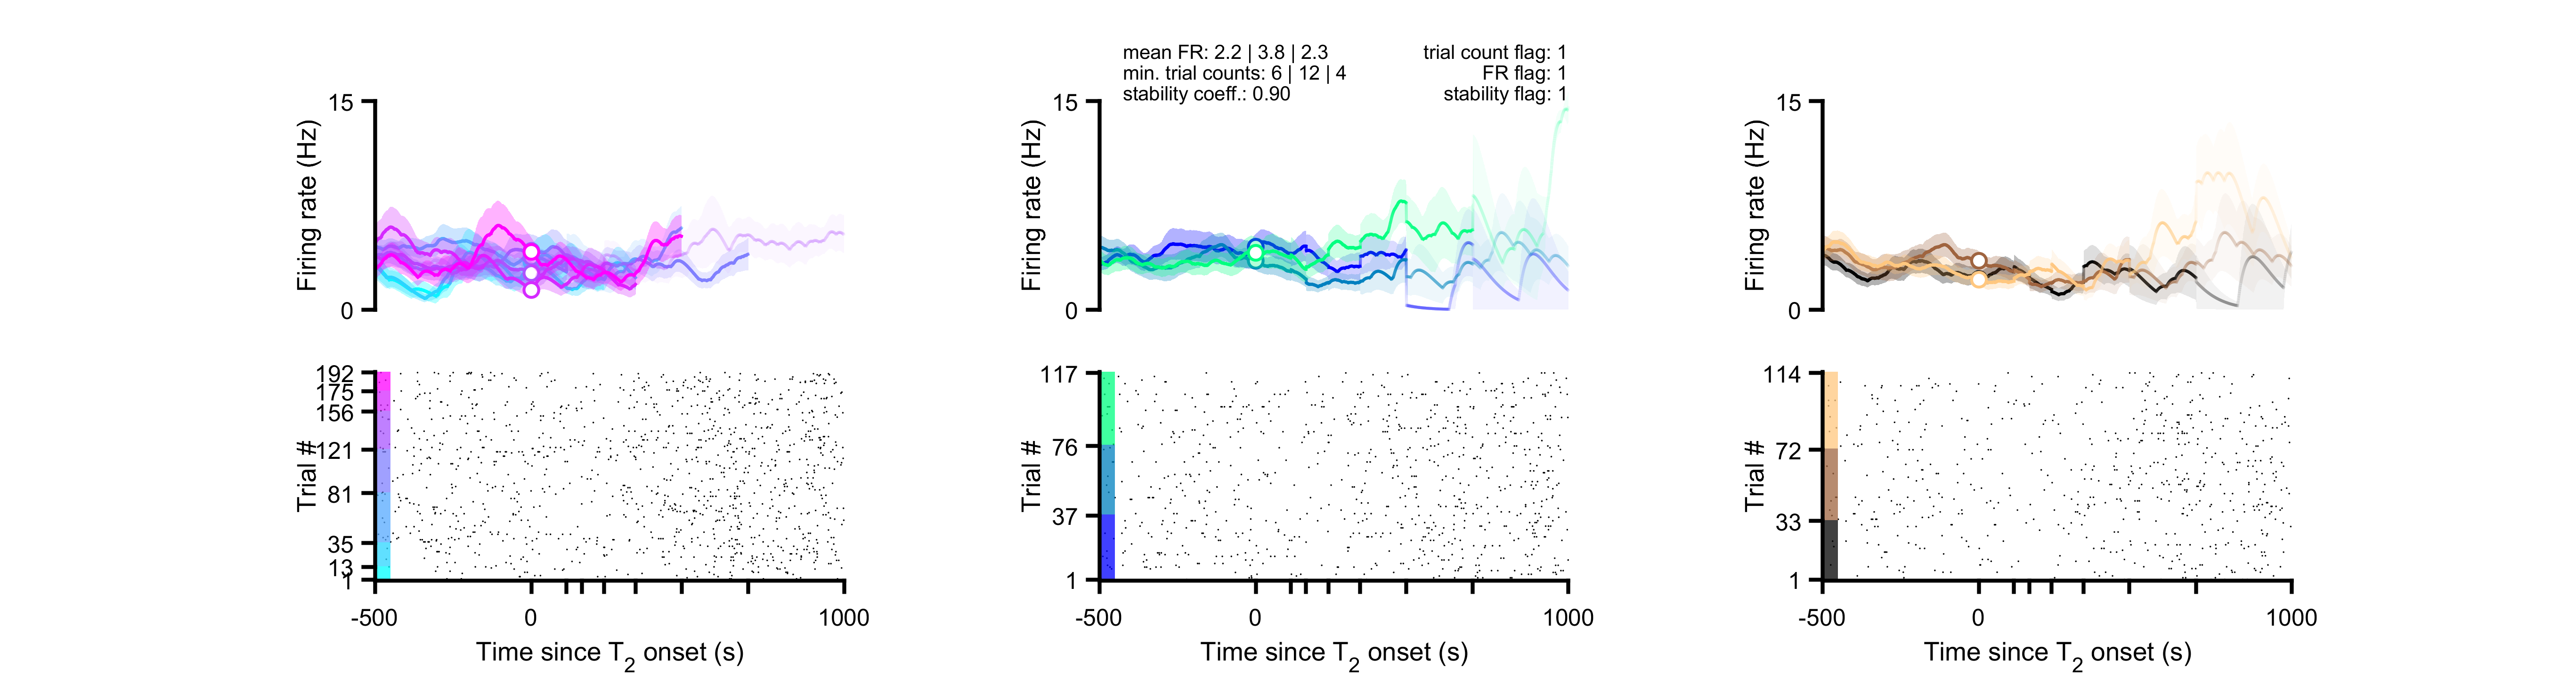 mean FR: 2.2 | 3.8 | 2.3
min. trial counts: 6 | 12 | 4
stability coeff.: 0.90
trial count flag: 1
FR flag: 1
stability flag: 1
Firing rate (Hz)
15
0
Firing rate (Hz)
15
0
Firing rate (Hz)
15
0
Trial #
192
175
156
121
81
35
13
1
-500
0
1000
Time since T2 onset (s)
Trial #
117
76
37
1
-500
0
1000
Time since T2 onset (s)
Trial #
114
72
33
1
-500
0
1000
Time since T2 onset (s)